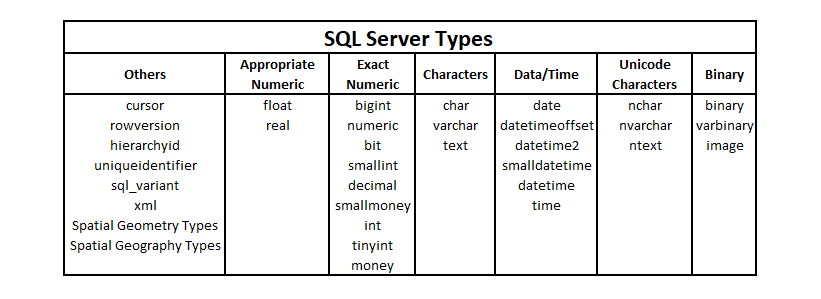 SQL Server Types
Others Appropriate Numeric Exact Numeric Characters Data/Time Unicode Characters Binary
cursor float bigint char date nchar binary
rowversion real numeric varchar datetimeoffset nvarchar varbinary
hierarchyid bit text datetime2 ntext image
uniqueidentifier smallint smalldatetime
sql_variant decimal datetime
xml smallmoney time
Spatial Geometry Types int
Spatial Geography Types tinyint
money